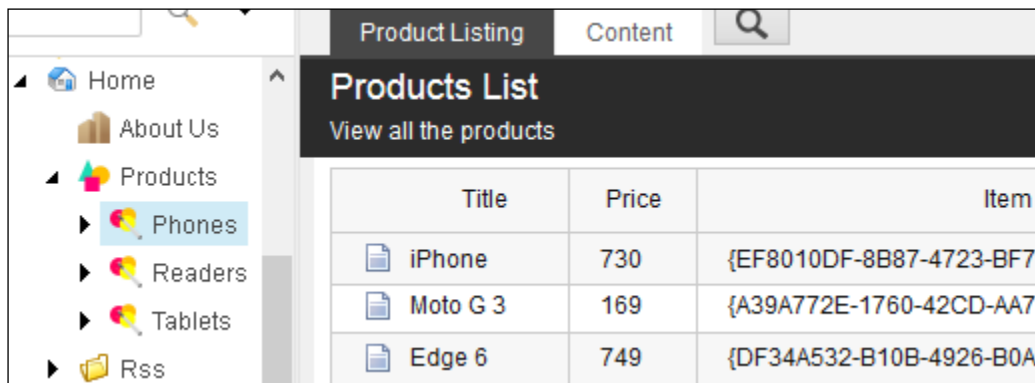 Home
About Us
Products
Phones
Readers
Tablets
Rss
Product Listing
Content
Products List
View all the products
Title Price Item
iPhone 730 {EF8010DF-8B87-4723-BF7
Moto G 3 169 {A39A772E-1760-42CD-AA7
Edge 6 749 {DF34A532-B10B-4926-B0A